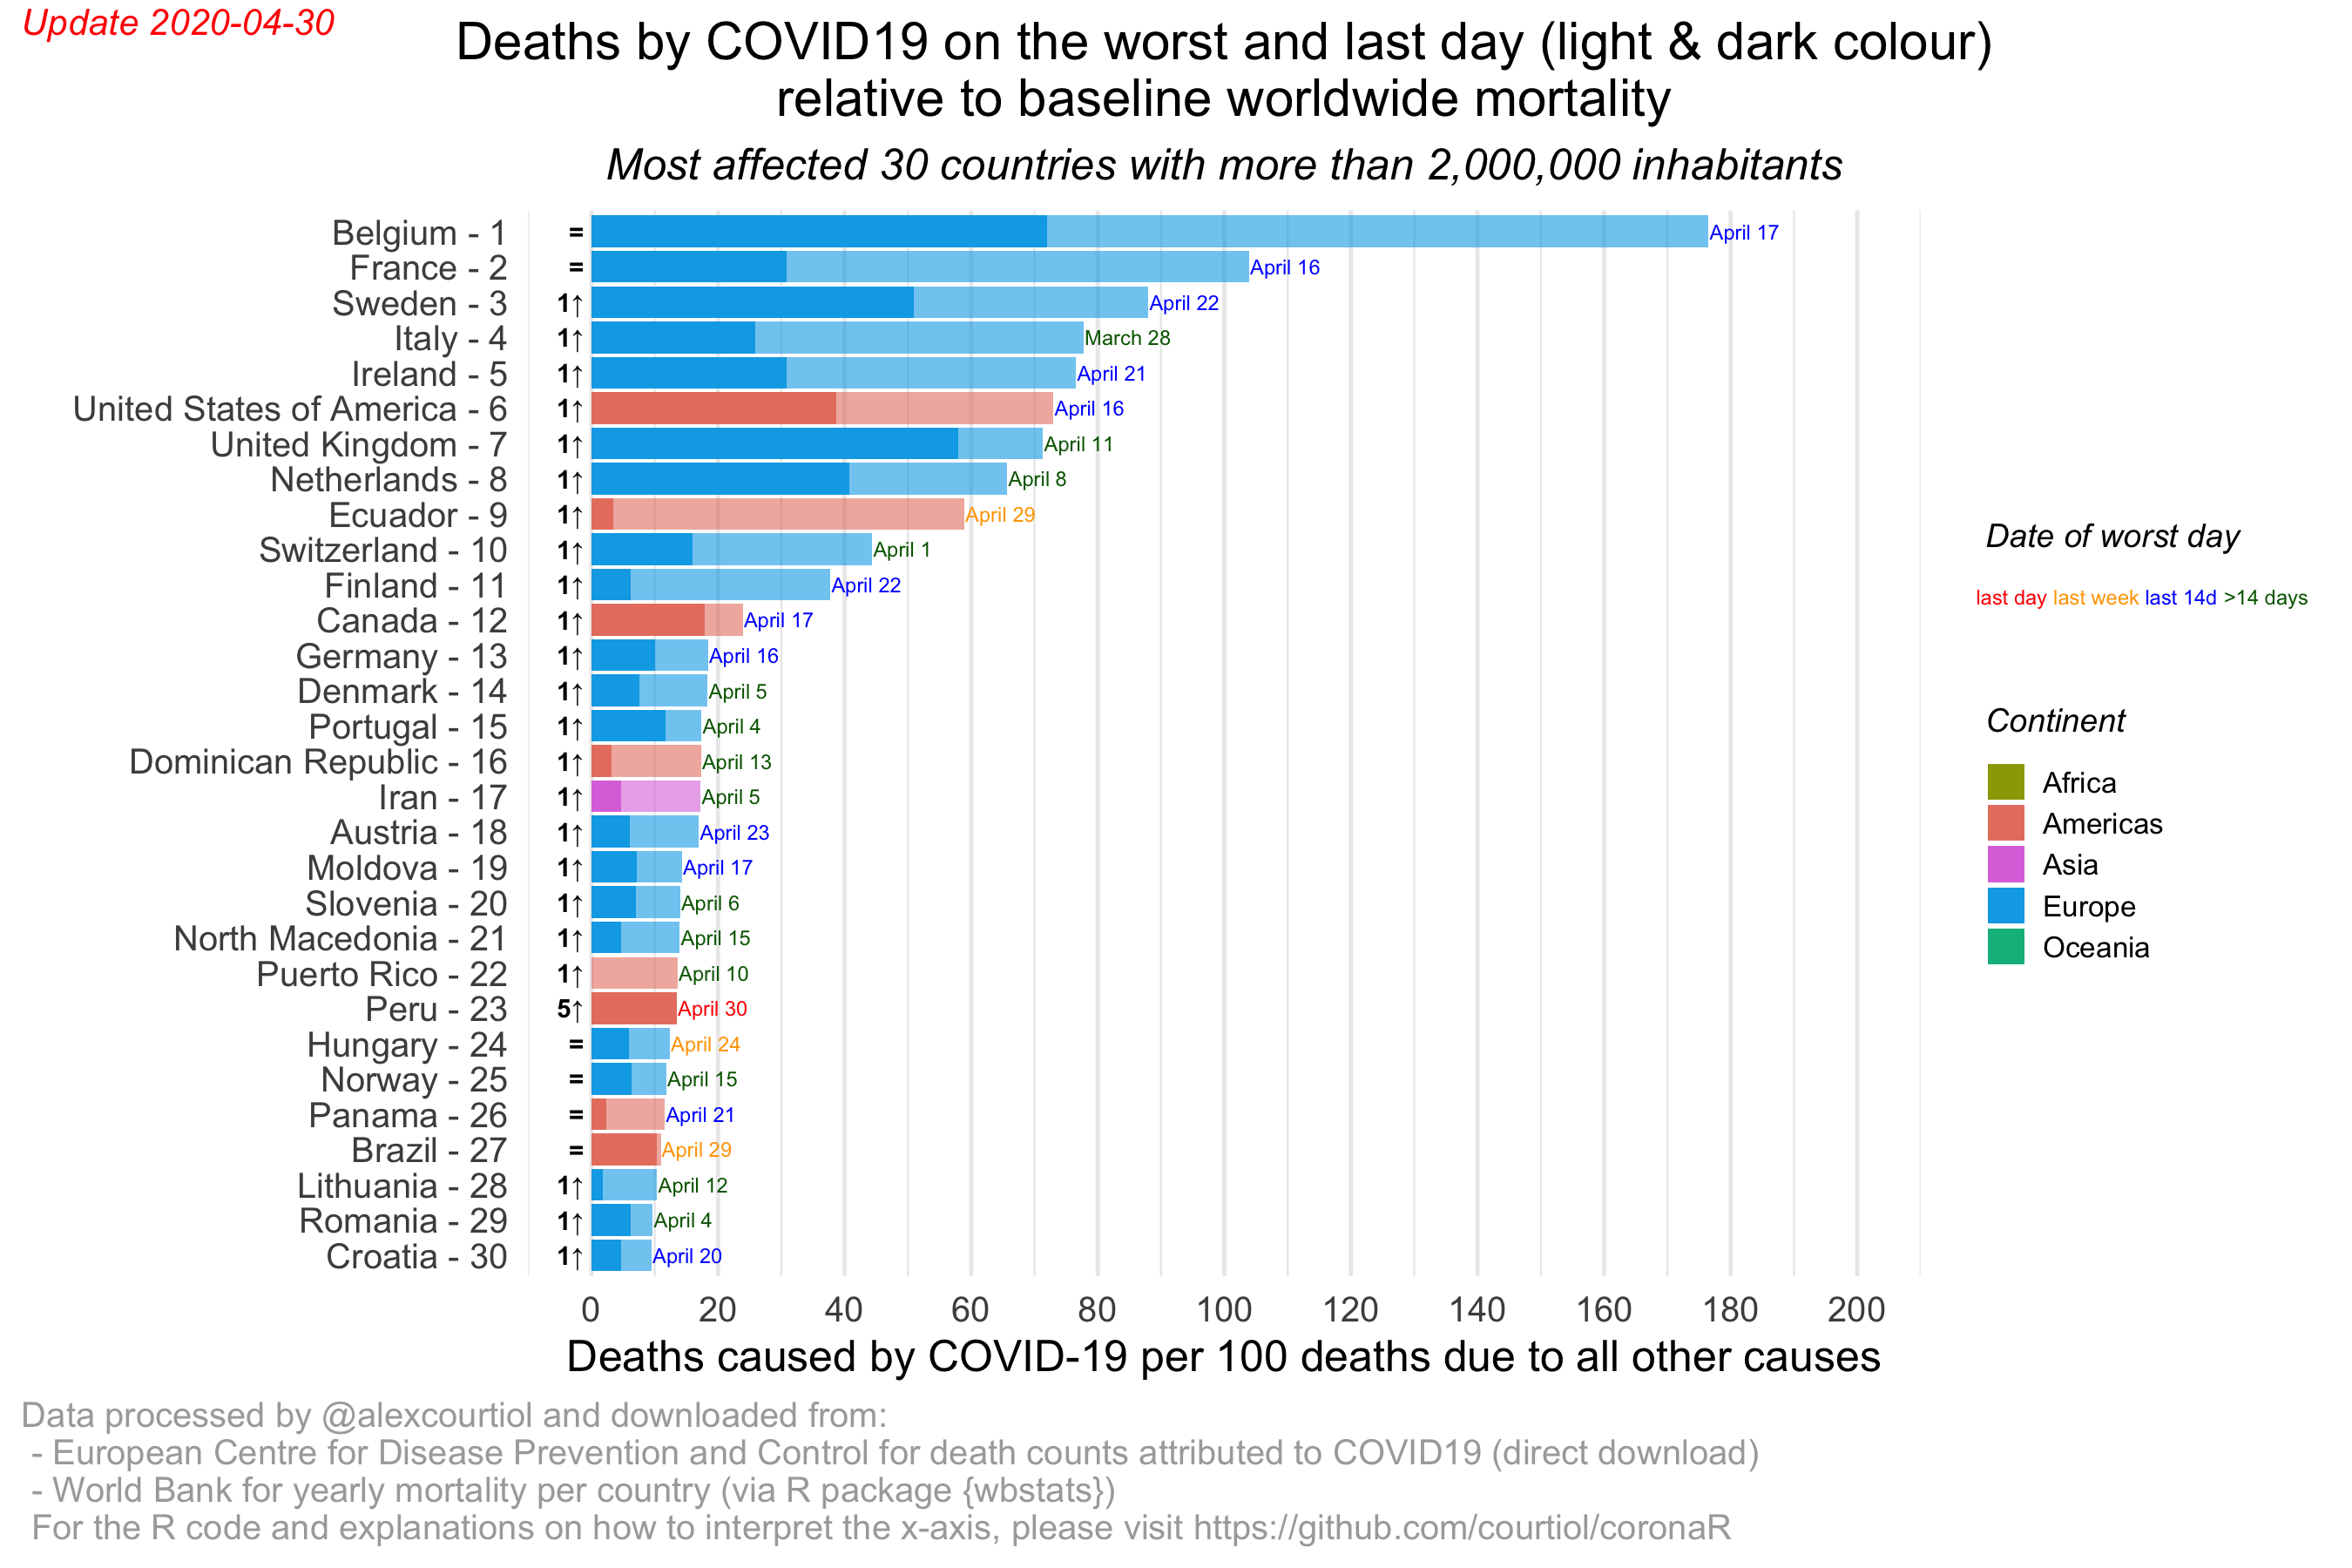 Update 2020-04-30
Deaths by COVID19 on the worst and last day (light & dark colour)
relative to baseline worldwide mortality
Most affected 30 countries with more than 2,000,000 inhabitants
Belgium - 1 = April 17
France - 2 = April 16
Sweden - 3 1↑ April 22
Italy - 4 1↑ March 28
Ireland - 5 1↑ April 21
United States of America - 6 1↑ April 16
United Kingdom - 7 1↑ April 11
Netherlands - 8 1↑ April 8
Ecuador - 9 1↑ April 29
Switzerland - 10 1↑ April 1
Finland - 11 1↑ April 22
Canada - 12 1↑ April 17
Germany - 13 1↑ April 16
Denmark - 14 1↑ April 5
Portugal - 15 1↑ April 4
Dominican Republic - 16 1↑ April 13
Iran - 17 1↑ April 5
Austria - 18 1↑ April 23
Moldova - 19 1↑ April 17
Slovenia - 20 1↑ April 6
North Macedonia - 21 1↑ April 15
Puerto Rico - 22 1↑ April 10
Peru - 23 5↑ April 30
Hungary - 24 = April 24
Norway - 25 = April 15
Panama - 26 = April 21
Brazil - 27 = April 29
Lithuania - 28 1↑ April 12
Romania - 29 1↑ April 4
Croatia - 30 1↑ April 20
0 20 40 60 80 100 120 140 160 180 200
Deaths caused by COVID-19 per 100 deaths due to all other causes
Date of worst day
last day last week last 14d >14 days
Continent
Africa
Americas
Asia
Europe
Oceania
Data processed by @alexcourtiol and downloaded from:
- European Centre for Disease Prevention and Control for death counts attributed to COVID19 (direct download)
- World Bank for yearly mortality per country (via R package {wbstats})
For the R code and explanations on how to interpret the x-axis, please visit https://github.com/courtiol/coronaR